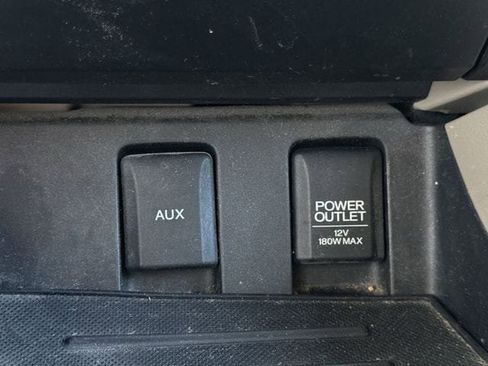 AUX
POWER
OUTLET
12V
180W MAX